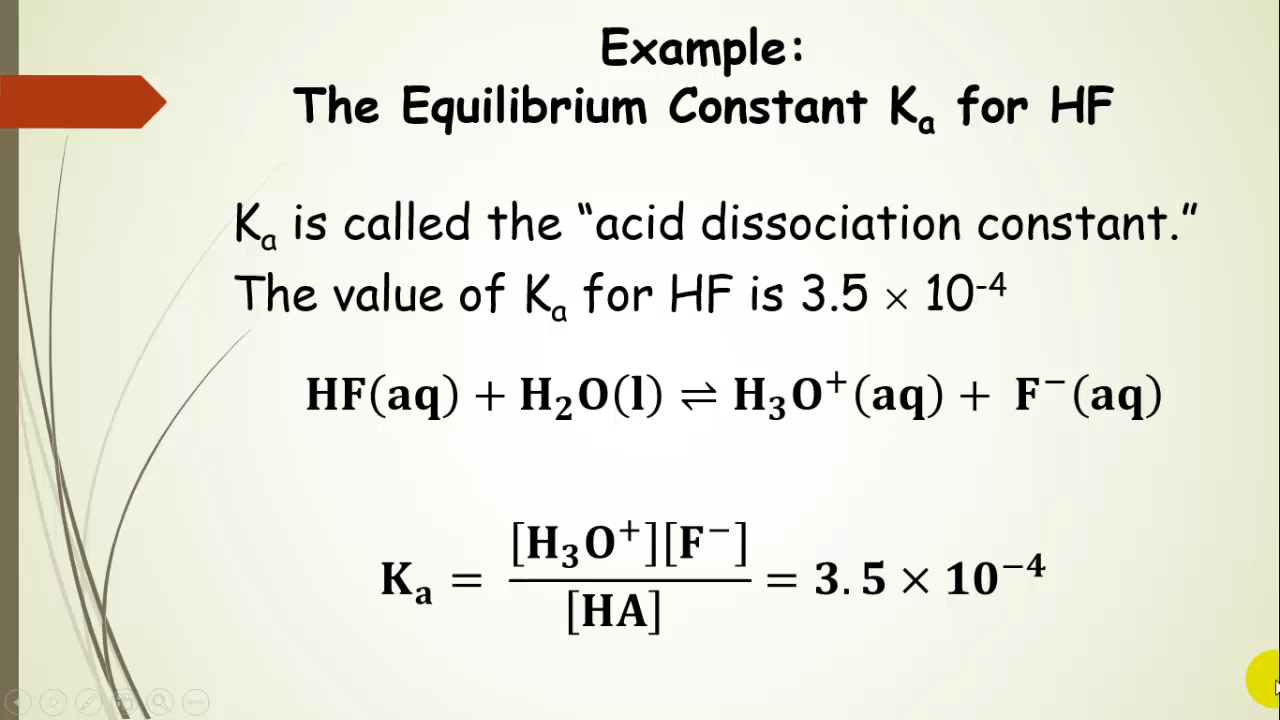 Example:
The Equilibrium Constant Kₐ for HF
Kₐ is called the “acid dissociation constant.”
The value of Kₐ for HF is 3.5 × 10⁻⁴
HF(aq) + H₂O(l) ⇌ H₃O⁺(aq) + F⁻(aq)
Kₐ = [H₃O⁺][F⁻] / [HA] = 3.5 × 10⁻⁴